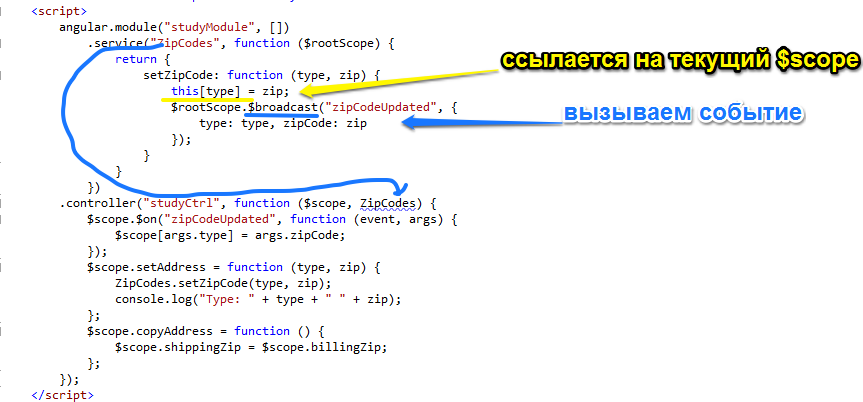 <script>
angular.module("studyModule", [])
.service("ZipCodes", function ($rootScope) {
return {
setZipCode: function (type, zip) {
this[type] = zip;
$rootScope.$broadcast("zipCodeUpdated", {
type: type, zipCode: zip
});
}
}
})
ссылается на текущий $scope
вызываем событие
.controller("studyCtrl", function ($scope, ZipCodes) {
$scope.$on("zipCodeUpdated", function (event, args) {
$scope[args.type] = args.zipCode;
});
$scope.setAddress = function (type, zip) {
ZipCodes.setZipCode(type, zip);
console.log("Type: " + type + " " + zip);
};
$scope.copyAddress = function () {
$scope.shippingZip = $scope.billingZip;
};
});
</script>